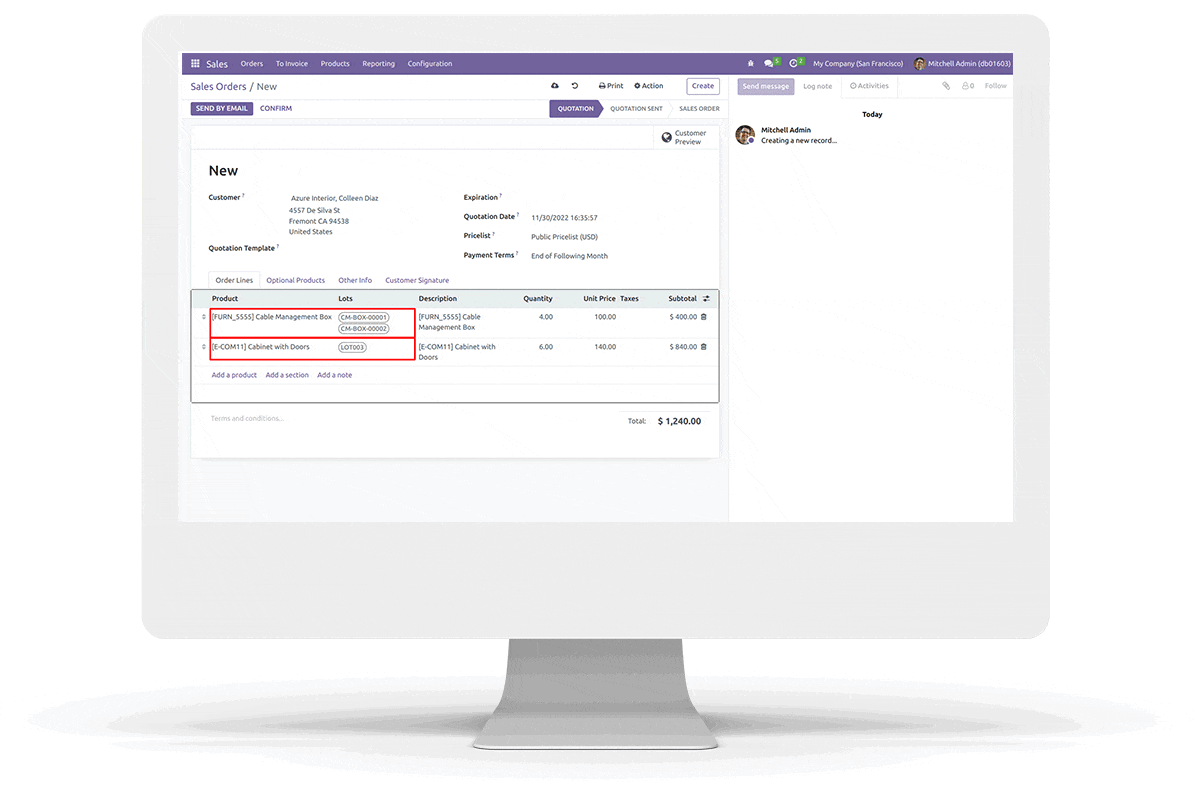 Sales Orders To Invoice Products Reporting Configuration 5 2 My Company (San Francisco) Mitchell Admin (db01603)
Sales Orders / New Print Action Create
SEND BY EMAIL CONFIRM QUOTATION QUOTATION SENT SALES ORDER
Send message Log note Activities 0 Follow
Today
Mitchell Admin
Creating a new record...
Customer
Preview
New
Customer ? Azure Interior, Colleen Diaz
4557 De Silva St
Fremont CA 94538
United States
Quotation Template ?
Expiration ?
Quotation Date ? 11/30/2022 16:35:57
Pricelist ? Public Pricelist (USD)
Payment Terms ? End of Following Month
Order Lines Optional Products Other Info Customer Signature
Product Lots Description Quantity Unit Price Taxes Subtotal
[FURN_5555] Cable Management Box CM-BOX-00001 [FURN_5555] Cable 4.00 100.00 $ 400.00
CM-BOX-00002 Management Box
[E-COM11] Cabinet with Doors LOT003 [E-COM11] Cabinet with 6.00 140.00 $ 840.00
Doors
Add a product Add a section Add a note
Terms and conditions...
Total: $ 1,240.00